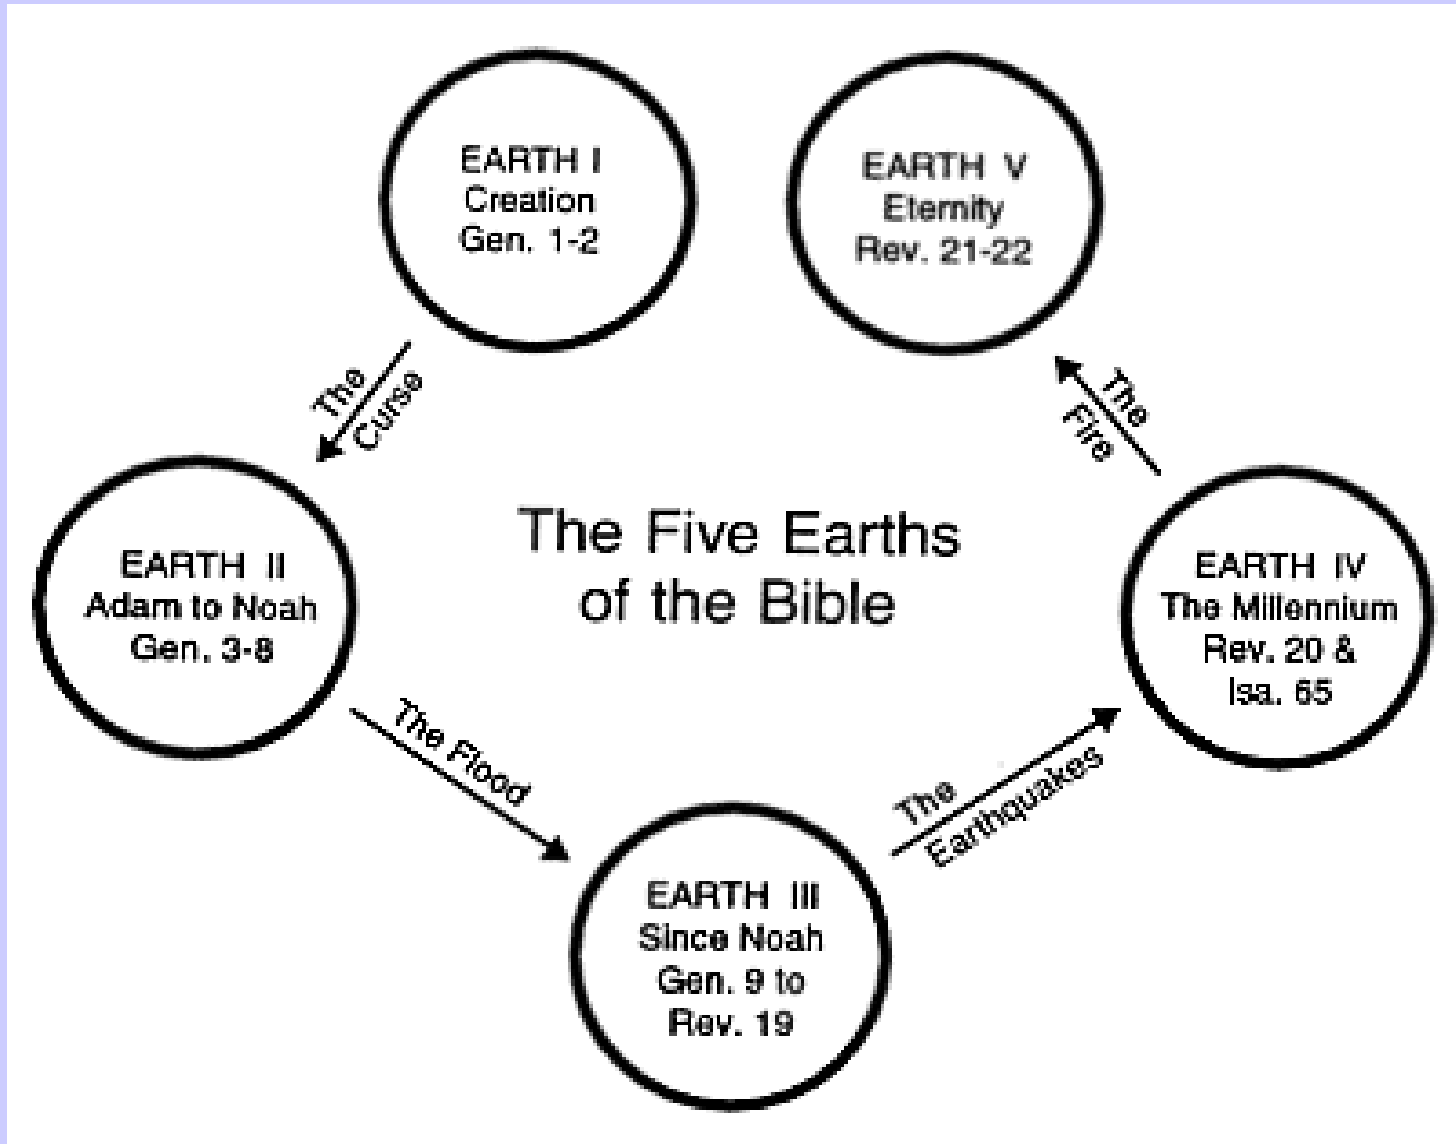 EARTH I
Creation
Gen. 1-2
The
Curse
EARTH II
Adam to Noah
Gen. 3-8
The Flood
EARTH III
Since Noah
Gen. 9 to
Rev. 19
The
Earthquakes
EARTH IV
The Millennium
Rev. 20 &
Isa. 65
The
Fire
EARTH V
Eternity
Rev. 21-22
The Five Earths
of the Bible